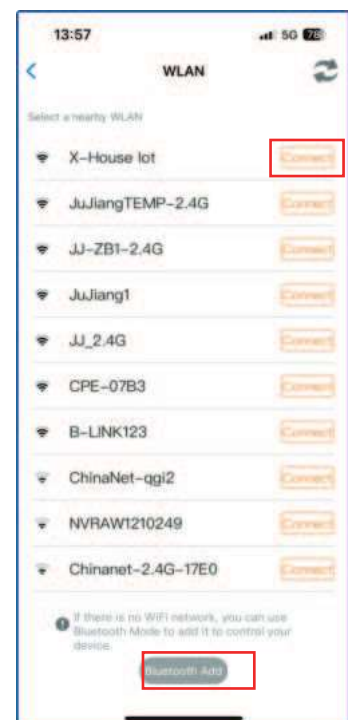 13:57 5G 78
WLAN
Select a nearby WLAN
X-House lot Connect
JuJiangTEMP-2.4G Connect
JJ-ZB1-2.4G Connect
JuJiang1 Connect
JJ_2.4G Connect
CPE-07B3 Connect
B-LINK123 Connect
ChinaNet-qgi2 Connect
NVRAW1210249 Connect
Chinanet-2.4G-17E0 Connect
If there is no WiFi network, you can use
Bluetooth Mode to add it to control your
device.
Bluetooth Add